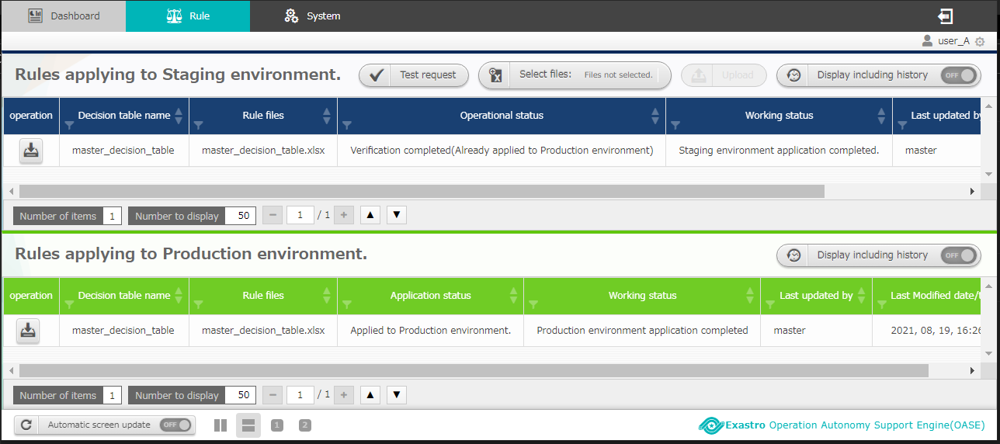 Dashboard Rule System
user_A
Rules applying to Staging environment. Test request Select files: Files not selected. Upload Display including history OFF
operation Decision table name Rule files Operational status Working status Last updated by
master_decision_table master_decision_table.xlsx Verification completed(Already applied to Production environment) Staging environment application completed. master
Number of items 1 Number to display 50 − 1 / 1 + ▲ ▼
Rules applying to Production environment. Display including history OFF
operation Decision table name Rule files Application status Working status Last updated by Last Modified date/t
master_decision_table master_decision_table.xlsx Applied to Production environment. Production environment application completed master 2021, 08, 19, 16:26
Number of items 1 Number to display 50 − 1 / 1 + ▲ ▼
Automatic screen update OFF 1 2 Exastro Operation Autonomy Support Engine(OASE)